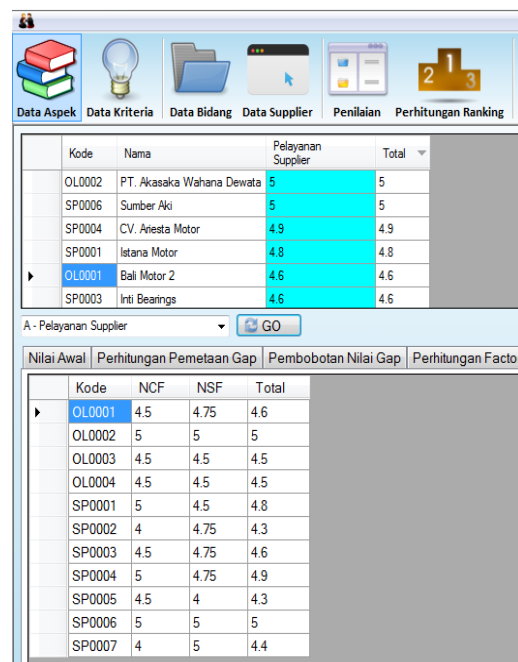 Data Aspek Data Kriteria Data Bidang Data Supplier Penilaian Perhitungan Ranking
Kode Nama Pelayanan Supplier Total
OL0002 PT. Akasaka Wahana Dewata 5 5
SP0006 Sumber Aki 5 5
SP0004 CV. Ariesta Motor 4.9 4.9
SP0001 Istana Motor 4.8 4.8
OL0001 Bali Motor 2 4.6 4.6
SP0003 Inti Bearings 4.6 4.6
A - Pelayanan Supplier GO
Nilai Awal Perhitungan Pemetaan Gap Pembobotan Nilai Gap Perhitungan Facto
Kode NCF NSF Total
OL0001 4.5 4.75 4.6
OL0002 5 5 5
OL0003 4.5 4.5 4.5
OL0004 4.5 4.5 4.5
SP0001 5 4.5 4.8
SP0002 4 4.75 4.3
SP0003 4.5 4.75 4.6
SP0004 5 4.75 4.9
SP0005 4.5 4 4.3
SP0006 5 5 5
SP0007 4 5 4.4